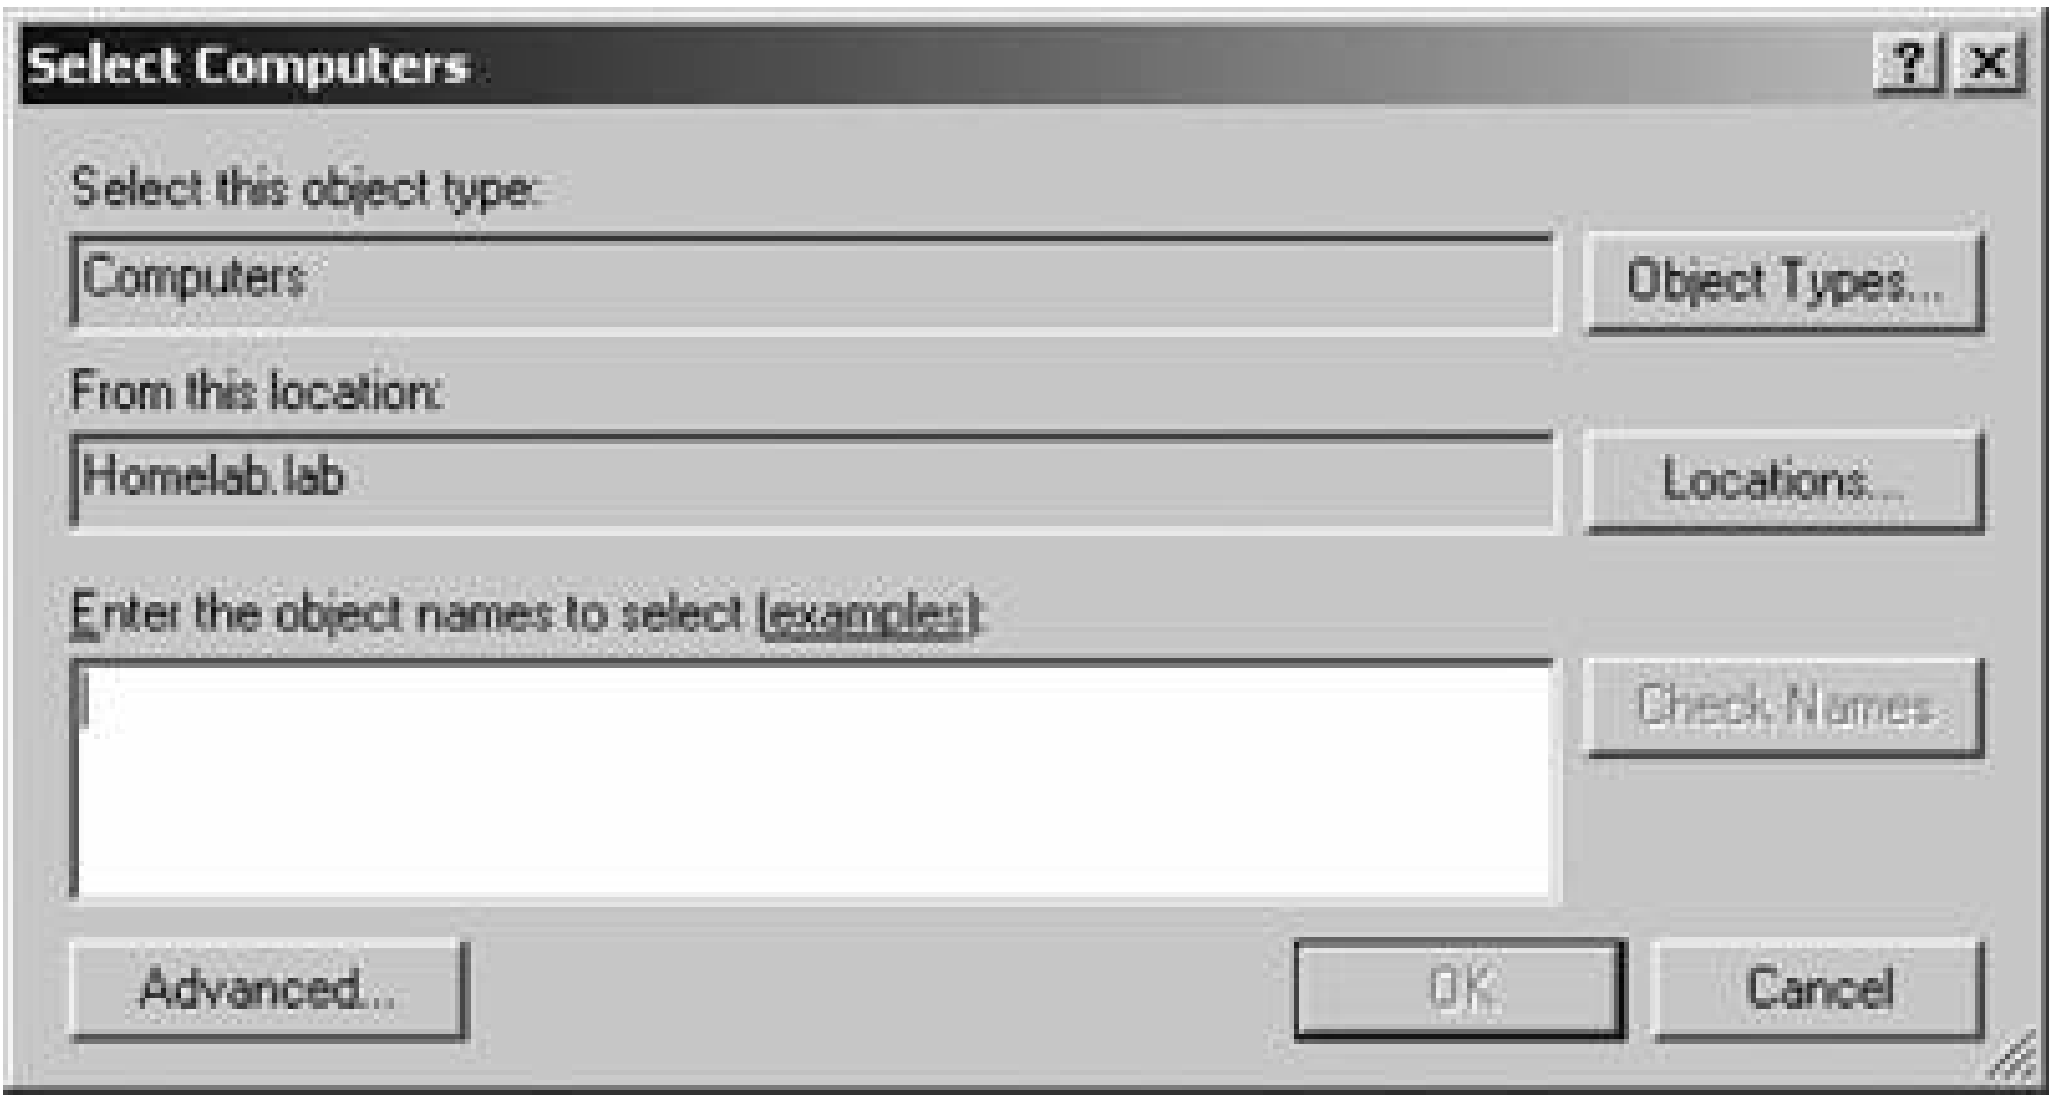 Select Computers
Select this object type:
Computers
Object Types...
From this location:
Homelab.lab
Locations...
Enter the object names to select (examples):
Check Names
Advanced...
OK
Cancel